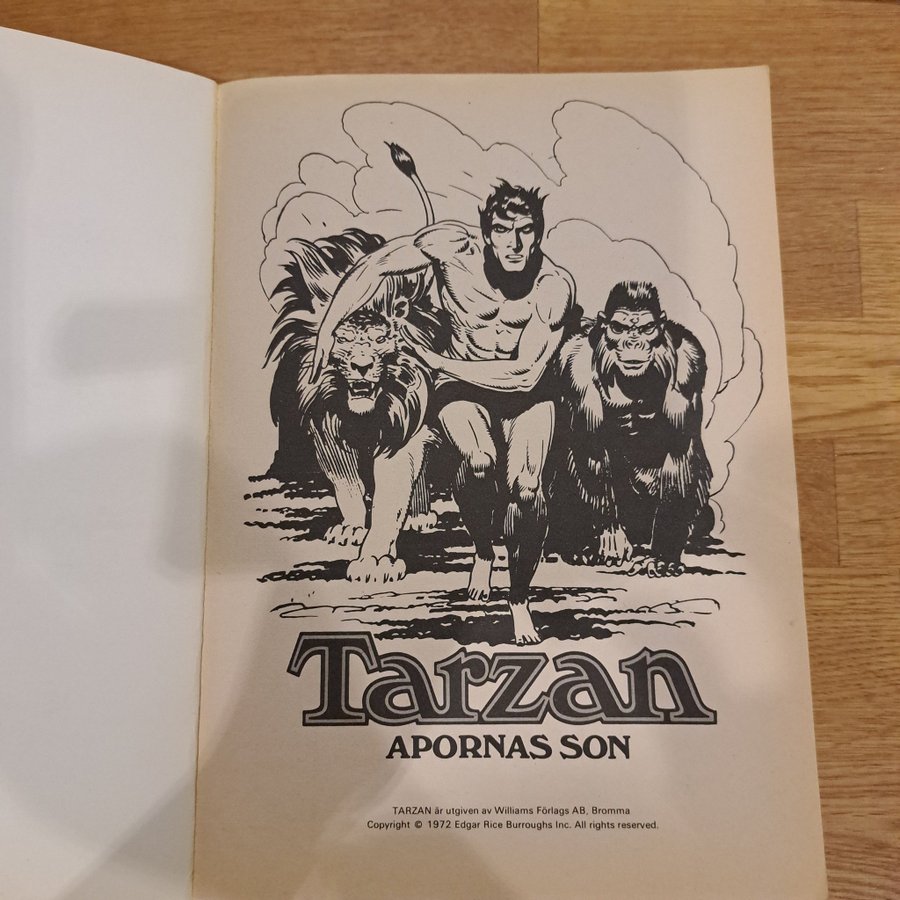 Tarzan
APORNAS SON
TARZAN är utgiven av Williams Förlags AB, Bromma
Copyright © 1972 Edgar Rice Burroughs Inc. All rights reserved.